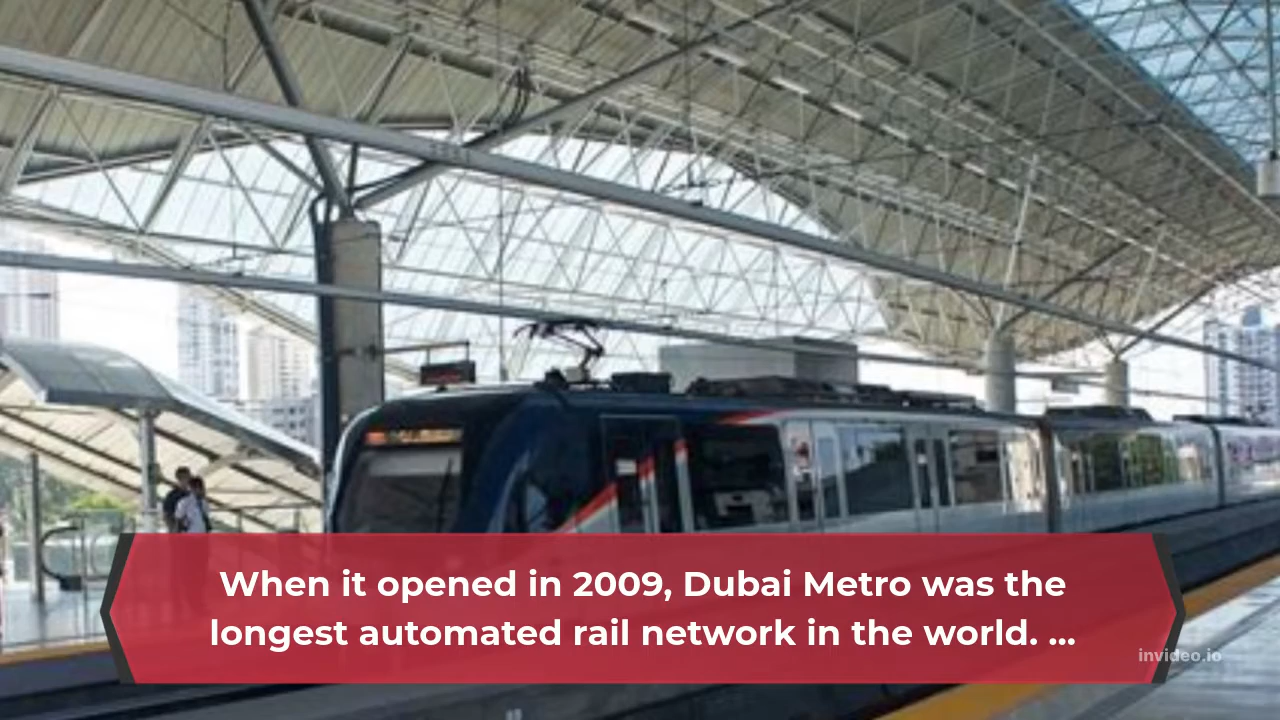 When it opened in 2009, Dubai Metro was the
longest automated rail network in the world. ...
invideo.io